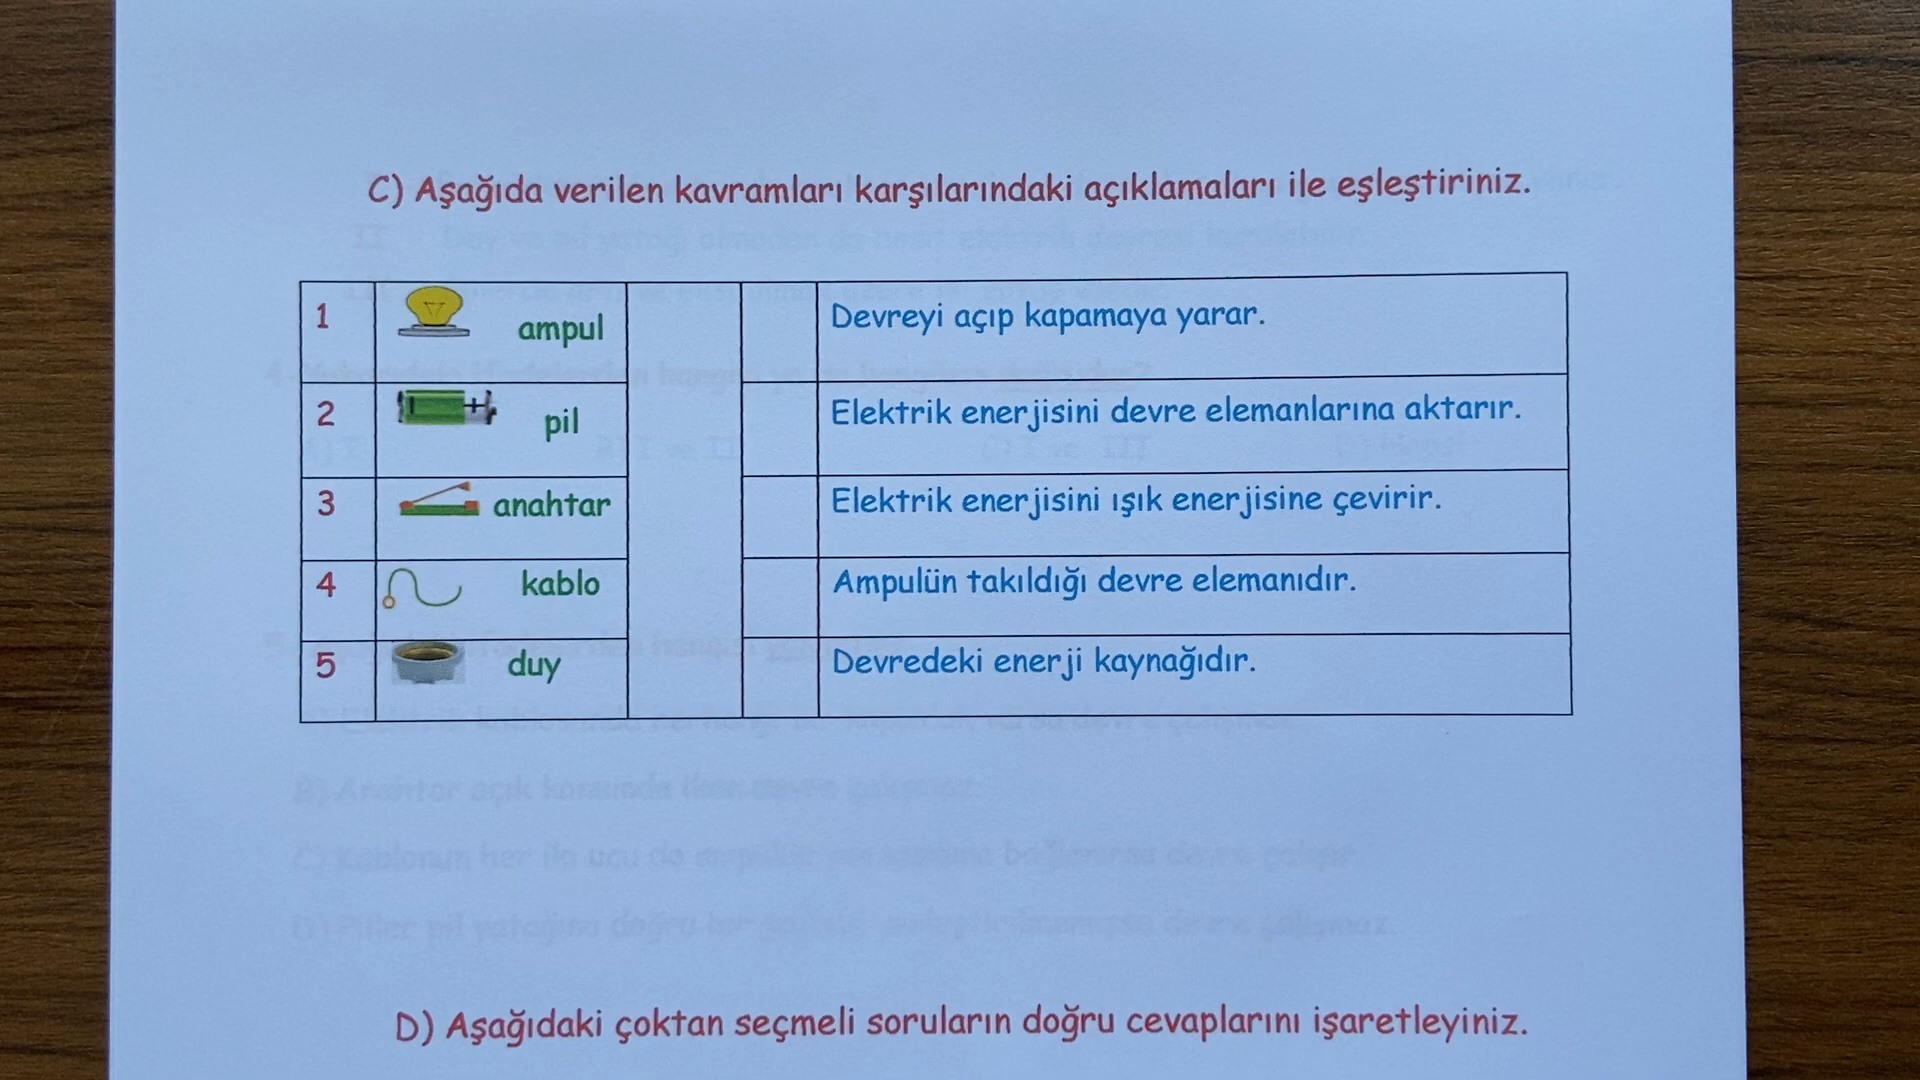 C) Aşağıda verilen kavramları karşılarındaki açıklamaları ile eşleştiriniz.
1 ampul Devreyi açıp kapamaya yarar.
2 pil Elektrik enerjisini devre elemanlarına aktarır.
3 anahtar Elektrik enerjisini ışık enerjisine çevirir.
4 kablo Ampulün takıldığı devre elemanıdır.
5 duy Devredeki enerji kaynağıdır.
D) Aşağıdaki çoktan seçmeli soruların doğru cevaplarını işaretleyiniz.